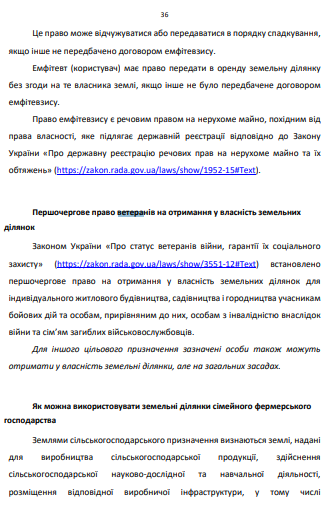 36
Це право може відчужуватися або передаватися в порядку спадкування,
якщо інше не передбачено договором емфітевзису.
Емфітевт (користувач) має право передати в оренду земельну ділянку
без згоди на те власника землі, якщо інше не було передбачене договором
емфітевзису.
Право емфітевзису є речовим правом на нерухоме майно, похідним від
права власності, яке підлягає державній реєстрації відповідно до Закону
України «Про державну реєстрацію речових прав на нерухоме майно та їх
обтяжень» (https://zakon.rada.gov.ua/laws/show/1952-15#Text).
Першочергове право ветеранів на отримання у власність земельних
ділянок
Законом України «Про статус ветеранів війни, гарантії їх соціального
захисту» (https://zakon.rada.gov.ua/laws/show/3551-12#Text) встановлено
першочергове право на отримання у власність земельних ділянок для
індивідуального житлового будівництва, садівництва і городництва учасникам
бойових дій та особам, прирівняним до них, особам з інвалідністю внаслідок
війни та сім’ям загиблих військовослужбовців.
Для іншого цільового призначення зазначені особи також можуть
отримати у власність земельні ділянки, але на загальних засадах.
Як можна використовувати земельні ділянки сімейного фермерського
господарства
Землями сільськогосподарського призначення визнаються землі, надані
для виробництва сільськогосподарської продукції, здійснення
сільськогосподарської науково-дослідної та навчальної діяльності,
розміщення відповідної виробничої інфраструктури, у тому числі